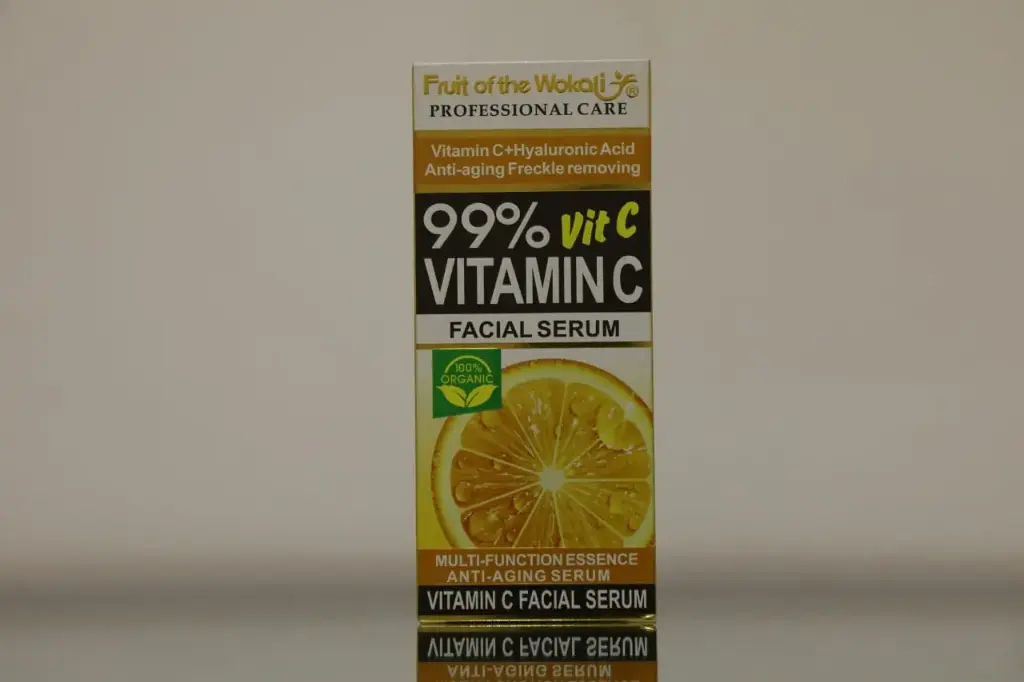 Fruit of the Wokali ®
PROFESSIONAL CARE
Vitamin C+Hyaluronic Acid
Anti-aging Freckle removing
99% Vit C
VITAMIN C
FACIAL SERUM
100%
ORGANIC
MULTI-FUNCTION ESSENCE
ANTI-AGING SERUM
VITAMIN C FACIAL SERUM